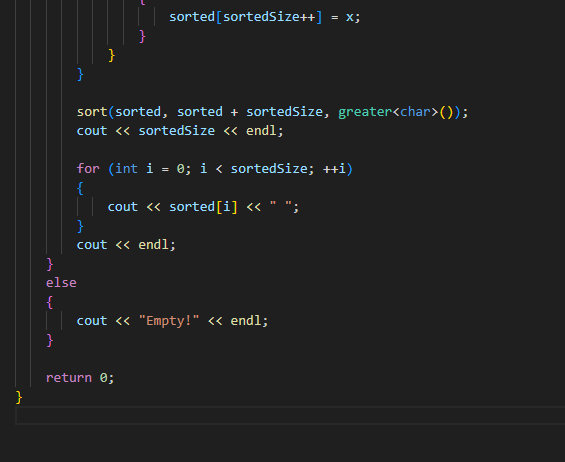 {
sorted[sortedSize++] = x;
}
}
}
sort(sorted, sorted + sortedSize, greater<char>());
cout << sortedSize << endl;
for (int i = 0; i < sortedSize; ++i)
{
cout << sorted[i] << " ";
}
cout << endl;
}
else
{
cout << "Empty!" << endl;
}
return 0;
}